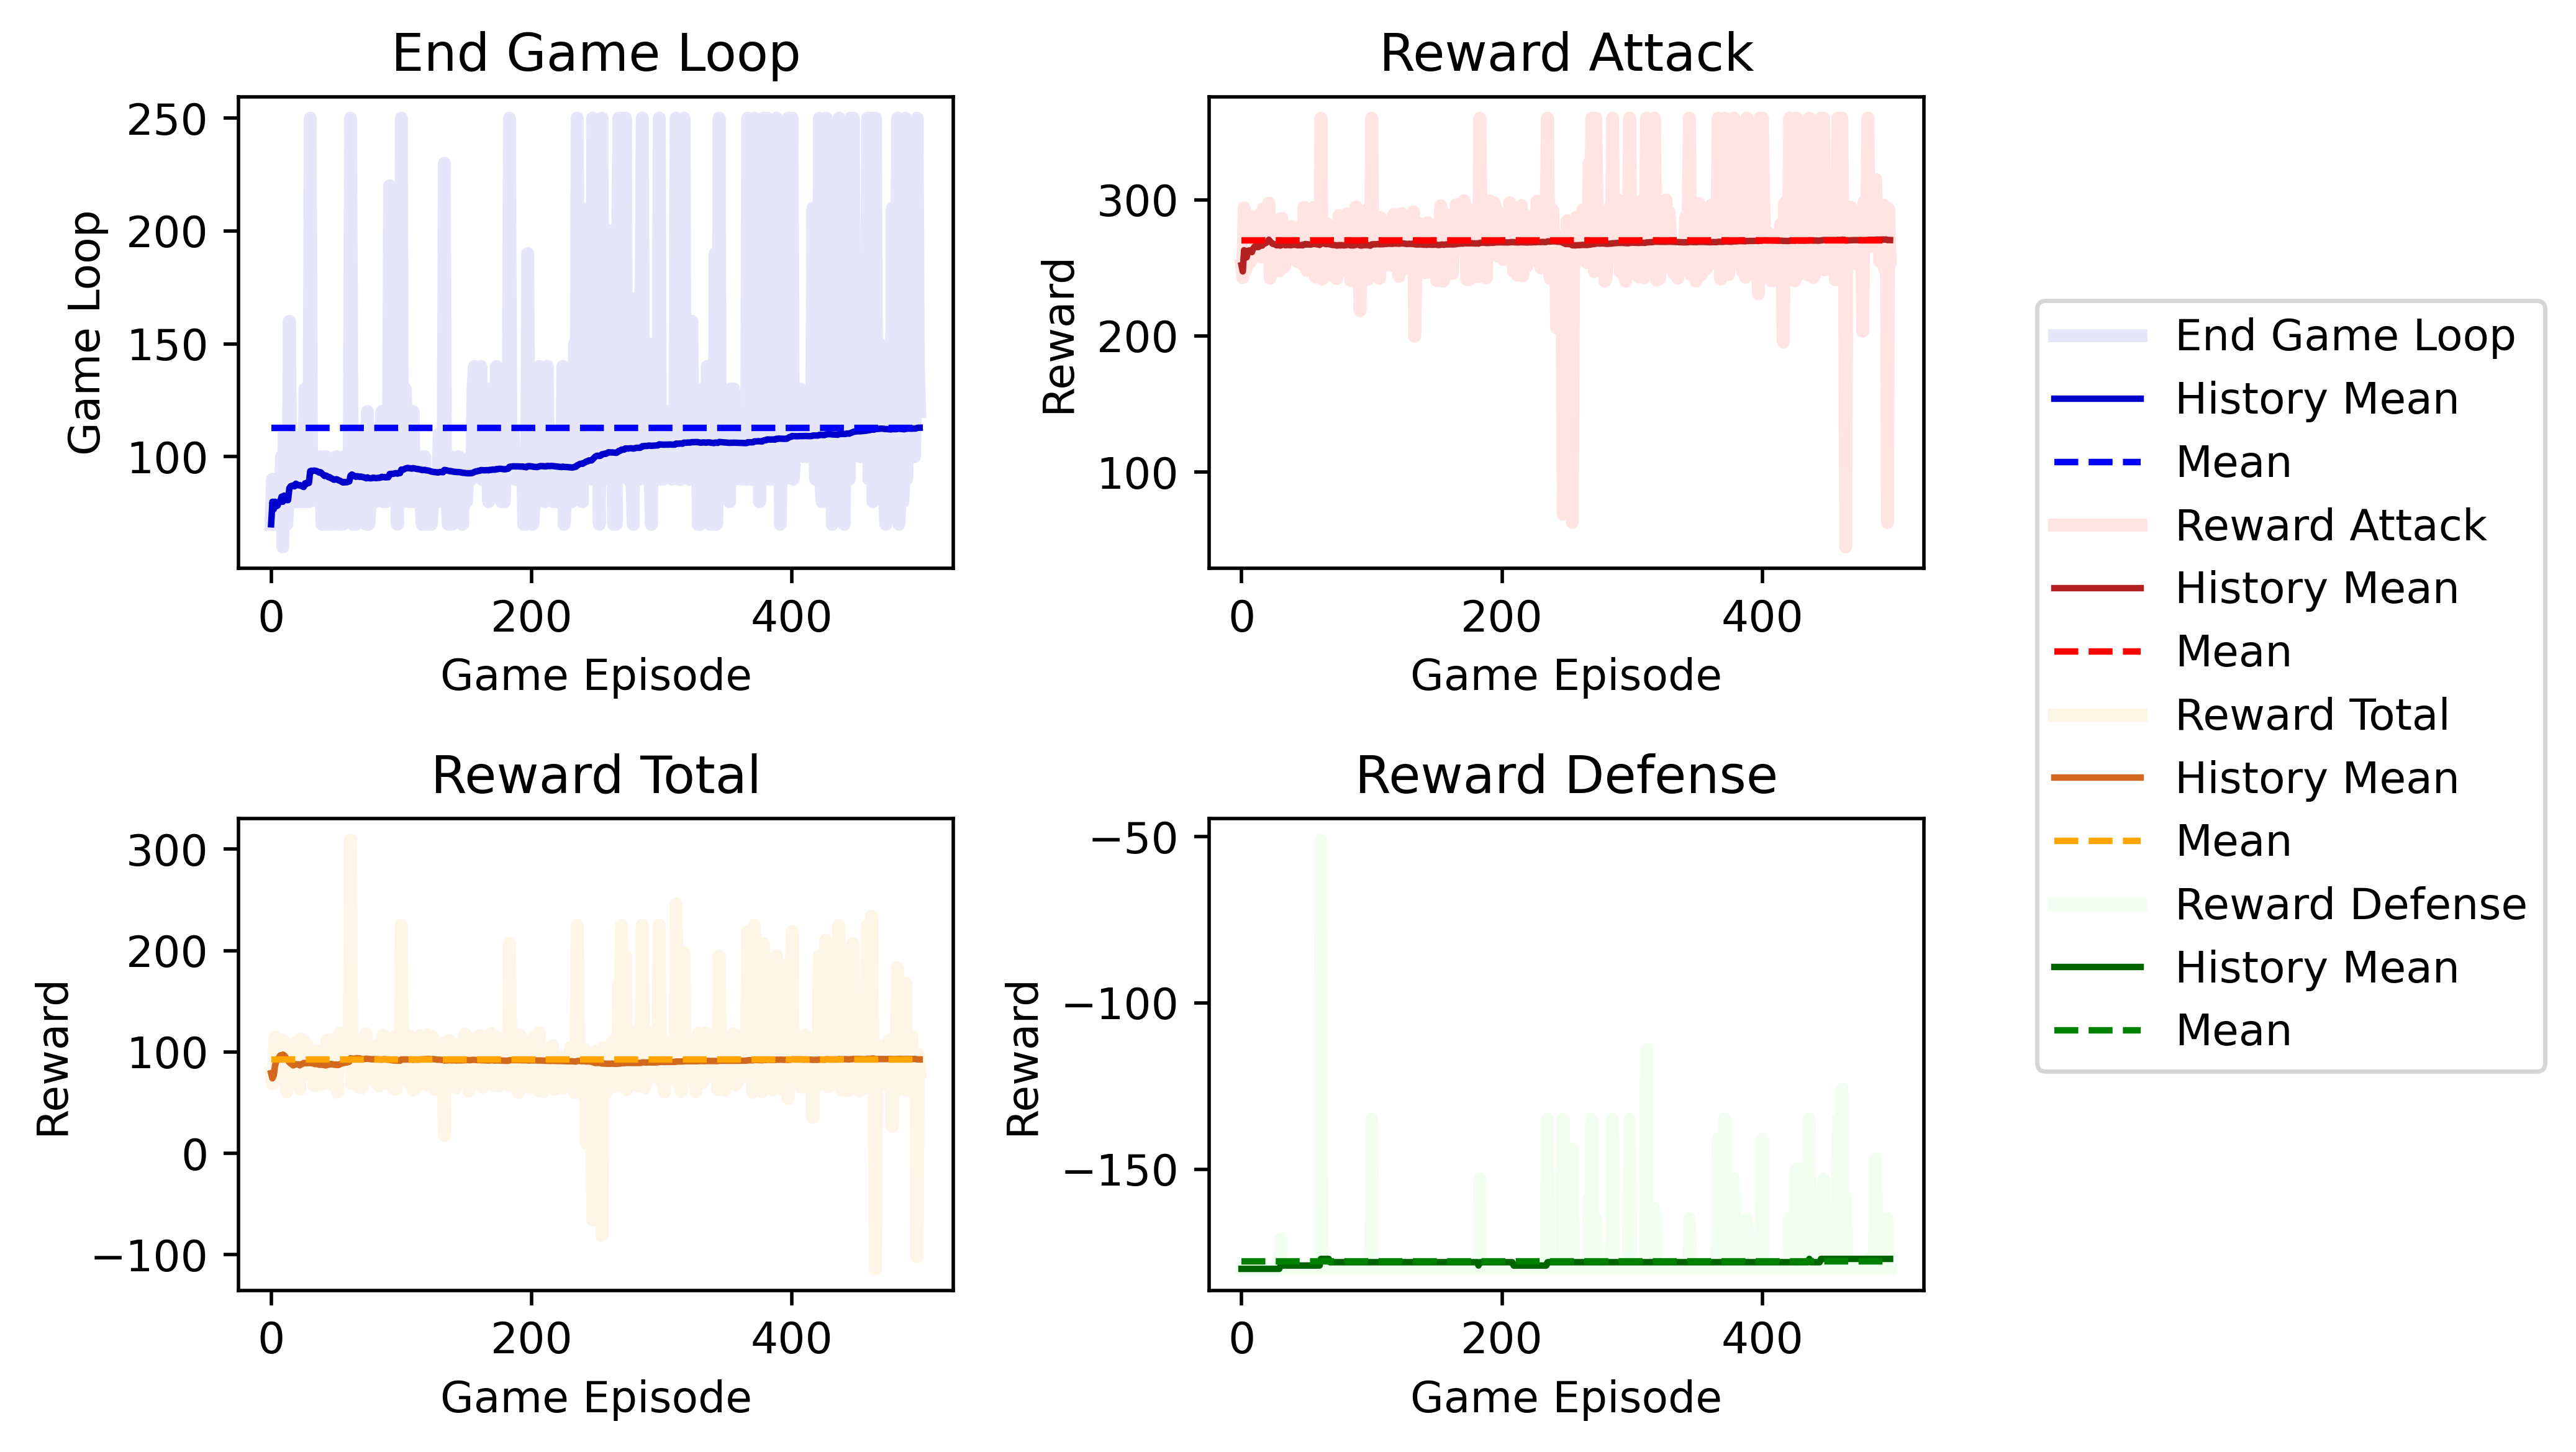 End Game Loop
250
200
150
100
Game Loop
0
200
400
Game Episode
Reward Attack
300
200
100
Reward
0
200
400
Game Episode
Reward Total
300
200
100
0
−100
Reward
0
200
400
Game Episode
Reward Defense
−50
−100
−150
Reward
0
200
400
Game Episode
End Game Loop
History Mean
Mean
Reward Attack
History Mean
Mean
Reward Total
History Mean
Mean
Reward Defense
History Mean
Mean